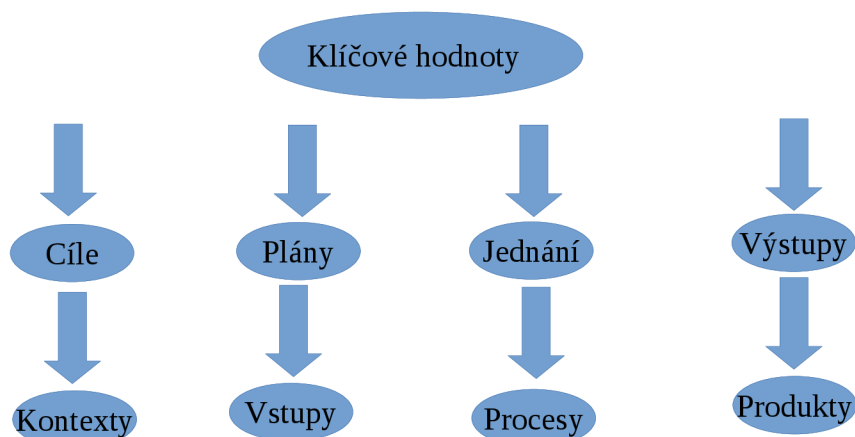 Klíčové hodnoty
Cíle
Plány
Jednání
Výstupy
Kontexty
Vstupy
Procesy
Produkty